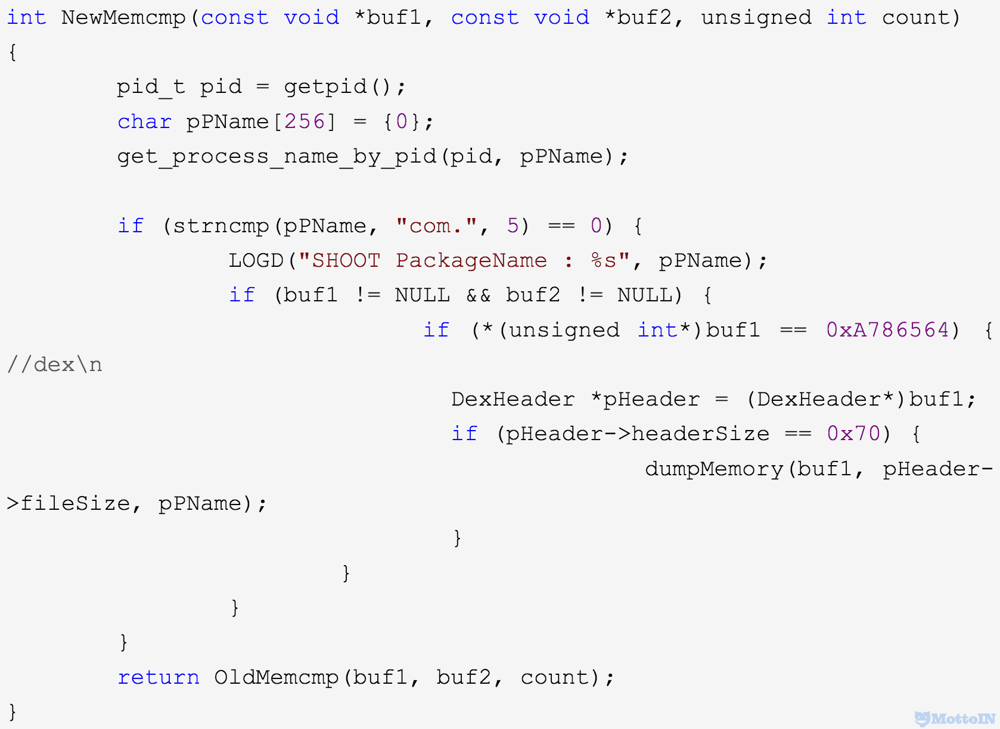 int NewMemcmp(const void *buf1, const void *buf2, unsigned int count)
{
pid_t pid = getpid();
char pPName[256] = {0};
get_process_name_by_pid(pid, pPName);
if (strncmp(pPName, "com.", 5) == 0) {
LOGD("SHOOT PackageName : %s", pPName);
if (buf1 != NULL && buf2 != NULL) {
if (*(unsigned int*)buf1 == 0xA786564) {
//dex\n
DexHeader *pHeader = (DexHeader*)buf1;
if (pHeader->headerSize == 0x70) {
dumpMemory(buf1, pHeader-
>fileSize, pPName);
}
}
}
}
return OldMemcmp(buf1, buf2, count);
}
MottoIN